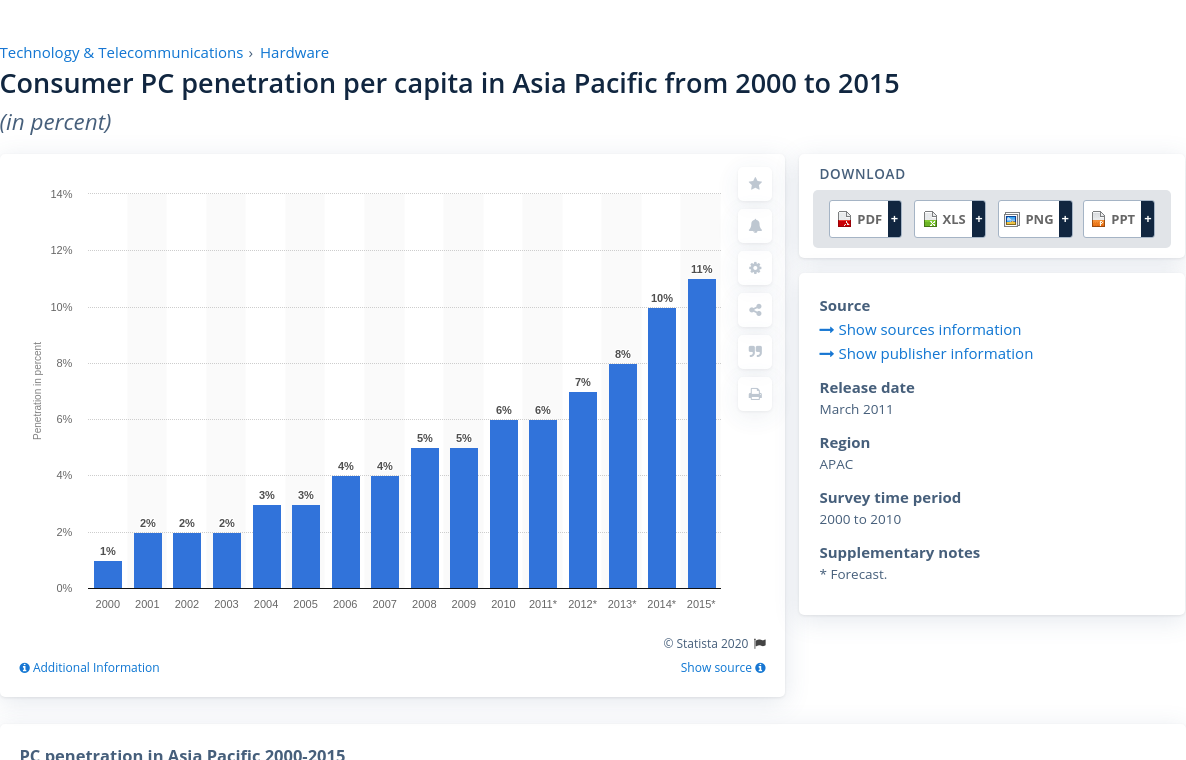 Technology & Telecommunications › Hardware
Consumer PC penetration per capita in Asia Pacific from 2000 to 2015
(in percent)
14%
12%
10%
8%
6%
4%
2%
0%
Penetration in percent
1%
2%
2%
2%
3%
3%
4%
4%
5%
5%
6%
6%
7%
8%
10%
11%
2000 2001 2002 2003 2004 2005 2006 2007 2008 2009 2010 2011* 2012* 2013* 2014* 2015*
© Statista 2020
Additional Information
Show source
DOWNLOAD
PDF + XLS + PNG + PPT +
Source
Show sources information
Show publisher information
Release date
March 2011
Region
APAC
Survey time period
2000 to 2010
Supplementary notes
* Forecast.
PC penetration in Asia Pacific 2000-2015